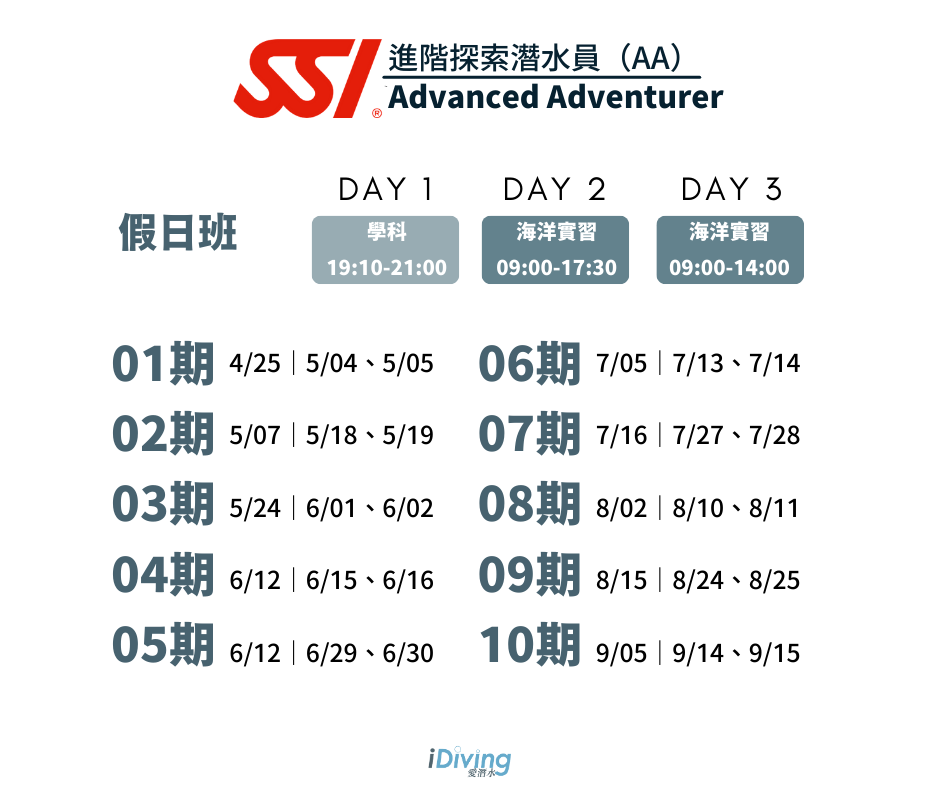 SSI
®
進階探索潛水員（AA）
Advanced Adventurer
DAY 1
DAY 2
DAY 3
假日班
學科
19:10-21:00
海洋實習
09:00-17:30
海洋實習
09:00-14:00
01期 4/25｜5/04、5/05
02期 5/07｜5/18、5/19
03期 5/24｜6/01、6/02
04期 6/12｜6/15、6/16
05期 6/12｜6/29、6/30
06期 7/05｜7/13、7/14
07期 7/16｜7/27、7/28
08期 8/02｜8/10、8/11
09期 8/15｜8/24、8/25
10期 9/05｜9/14、9/15
iDiving
愛潛水